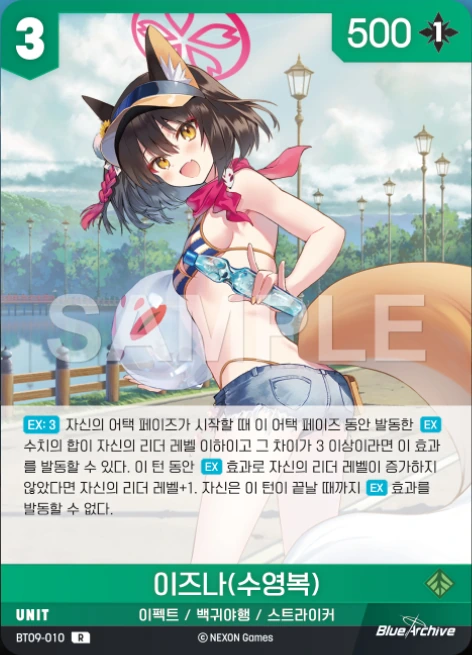 3
500
1
SAMPLE
EX: 3 자신의 어택 페이즈가 시작할 때 이 어택 페이즈 동안 발동한 EX
수치의 합이 자신의 리더 레벨 이하이고 그 차이가 3 이상이라면 이 효과
를 발동할 수 있다. 이 턴 동안 EX 효과로 자신의 리더 레벨이 증가하지
않았다면 자신의 리더 레벨+1. 자신은 이 턴이 끝날 때까지 EX 효과를
발동할 수 없다.
이즈나(수영복)
UNIT
이펙트 / 백귀야행 / 스트라이커
BT09-010 R
© NEXON Games
Blue Archive